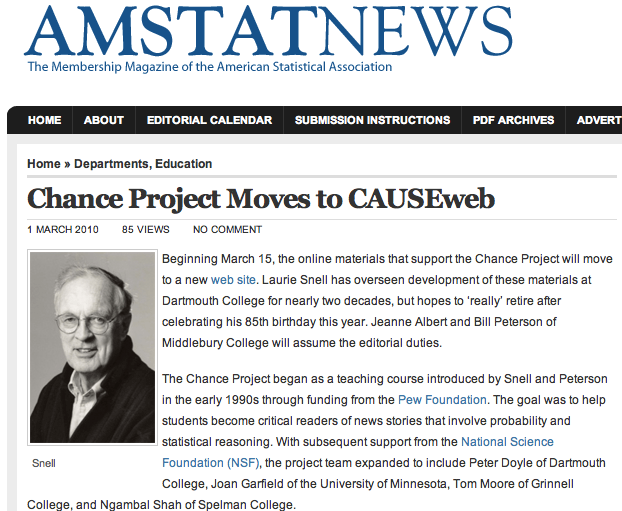 AMSTATNEWS
The Membership Magazine of the American Statistical Association
HOME ABOUT EDITORIAL CALENDAR SUBMISSION INSTRUCTIONS PDF ARCHIVES ADVERT
Home » Departments, Education
Chance Project Moves to CAUSEweb
1 MARCH 2010 85 VIEWS NO COMMENT
Beginning March 15, the online materials that support the Chance Project will move
to a new web site. Laurie Snell has overseen development of these materials at
Dartmouth College for nearly two decades, but hopes to ‘really’ retire after
celebrating his 85th birthday this year. Jeanne Albert and Bill Peterson of
Middlebury College will assume the editorial duties.
The Chance Project began as a teaching course introduced by Snell and Peterson
in the early 1990s through funding from the Pew Foundation. The goal was to help
students become critical readers of news stories that involve probability and
statistical reasoning. With subsequent support from the National Science
Snell
Foundation (NSF), the project team expanded to include Peter Doyle of Dartmouth
College, Joan Garfield of the University of Minnesota, Tom Moore of Grinnell
College, and Ngambal Shah of Spelman College.